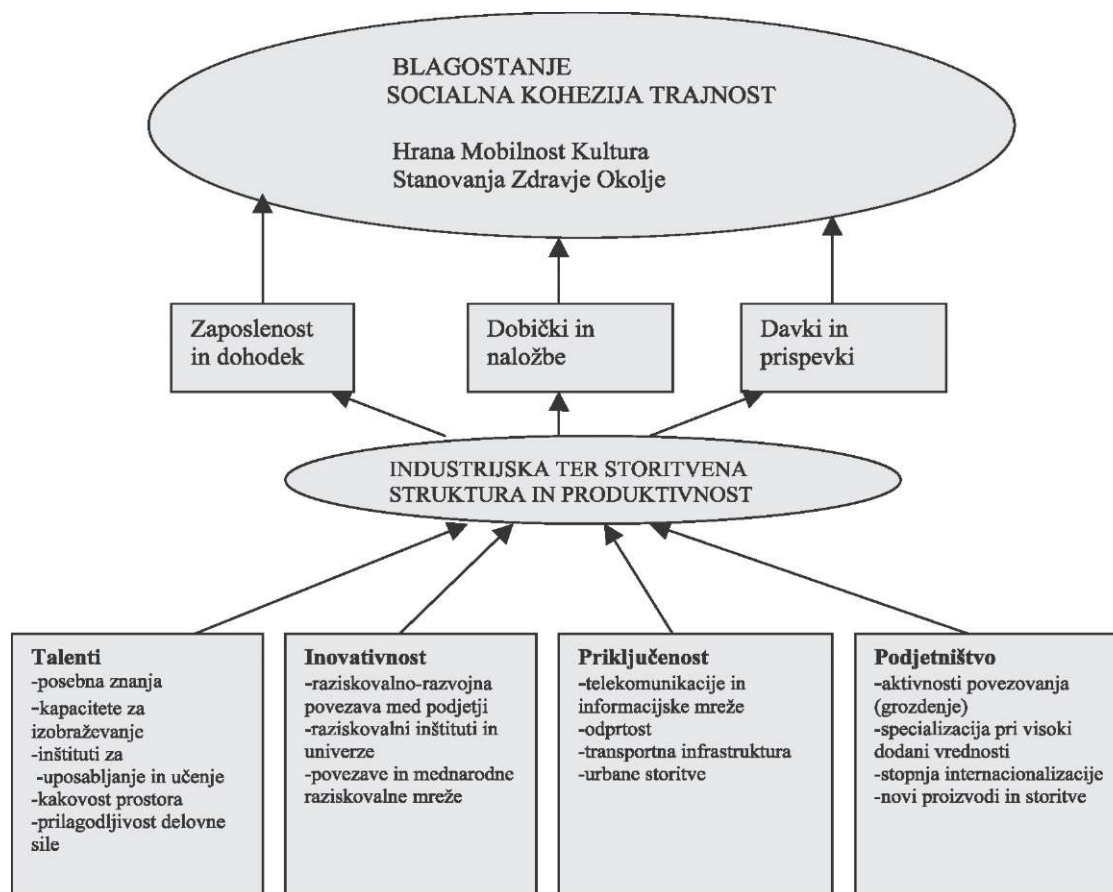 BLAGOSTANJE
SOCIALNA KOHEZIJA TRAJNOST
Hrana Mobilnost Kultura
Stanovanja Zdravje Okolje
Zaposlenost
in dohodek
Dobički in
naložbe
Davki in
prispevki
INDUSTRIJSKA TER STORITVENA
STRUKTURA IN PRODUKTIVNOST
Talenti
-posebna znanja
-kapacitete za
izobraževanje
-inštituti za
-uposabljanje in učenje
-kakovost prostora
-prilagodljivost delovne
sile
Inovativnost
-raziskovalno-razvojna
povezava med podjetji
-raziskovalni inštituti in
univerze
-povezave in mednarodne
raziskovalne mreže
Priključenost
-telekomunikacije in
informacijske mreže
-odprtost
-transportna infrastruktura
-urbane storitve
Podjetništvo
-aktivnosti povezovanja
(grozdenje)
-specializacija pri visoki
dodani vrednosti
-stopnja internacionalizacije
-novi proizvodi in storitve